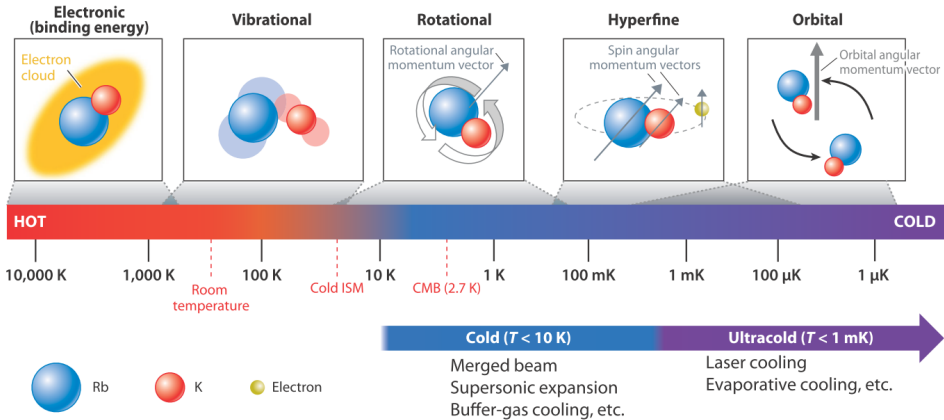 Electronic
(binding energy)
Vibrational
Rotational
Hyperfine
Orbital
Electron
cloud
Rotational angular
momentum vector
Spin angular
momentum vectors
Orbital angular
momentum vector
HOT
COLD
10,000 K
1,000 K
100 K
10 K
1 K
100 mK
1 mK
100 µK
1 µK
Room
temperature
Cold ISM
CMB (2.7 K)
Cold (T < 10 K)
Ultracold (T < 1 mK)
Merged beam
Supersonic expansion
Buffer-gas cooling, etc.
Laser cooling
Evaporative cooling, etc.
Rb
K
Electron